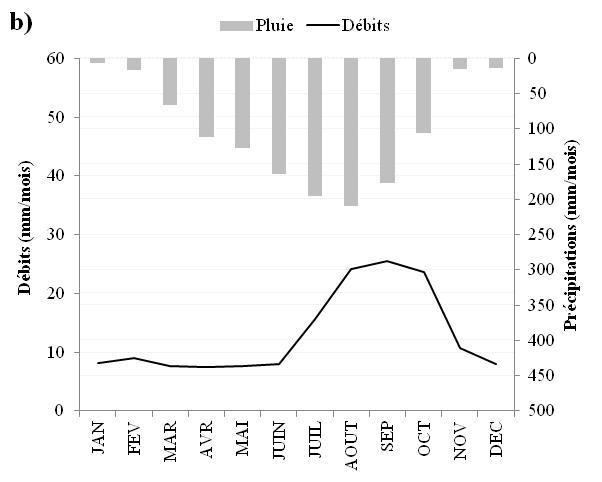 b)
Pluie
Débits
60
50
40
30
20
10
0
Débits (mm/mois)
0
50
100
150
200
250
300
350
400
450
500
Précipitations (mm/mois)
JAN
FEV
MAR
AVR
MAI
JUIN
JUIL
AOUT
SEP
OCT
NOV
DEC